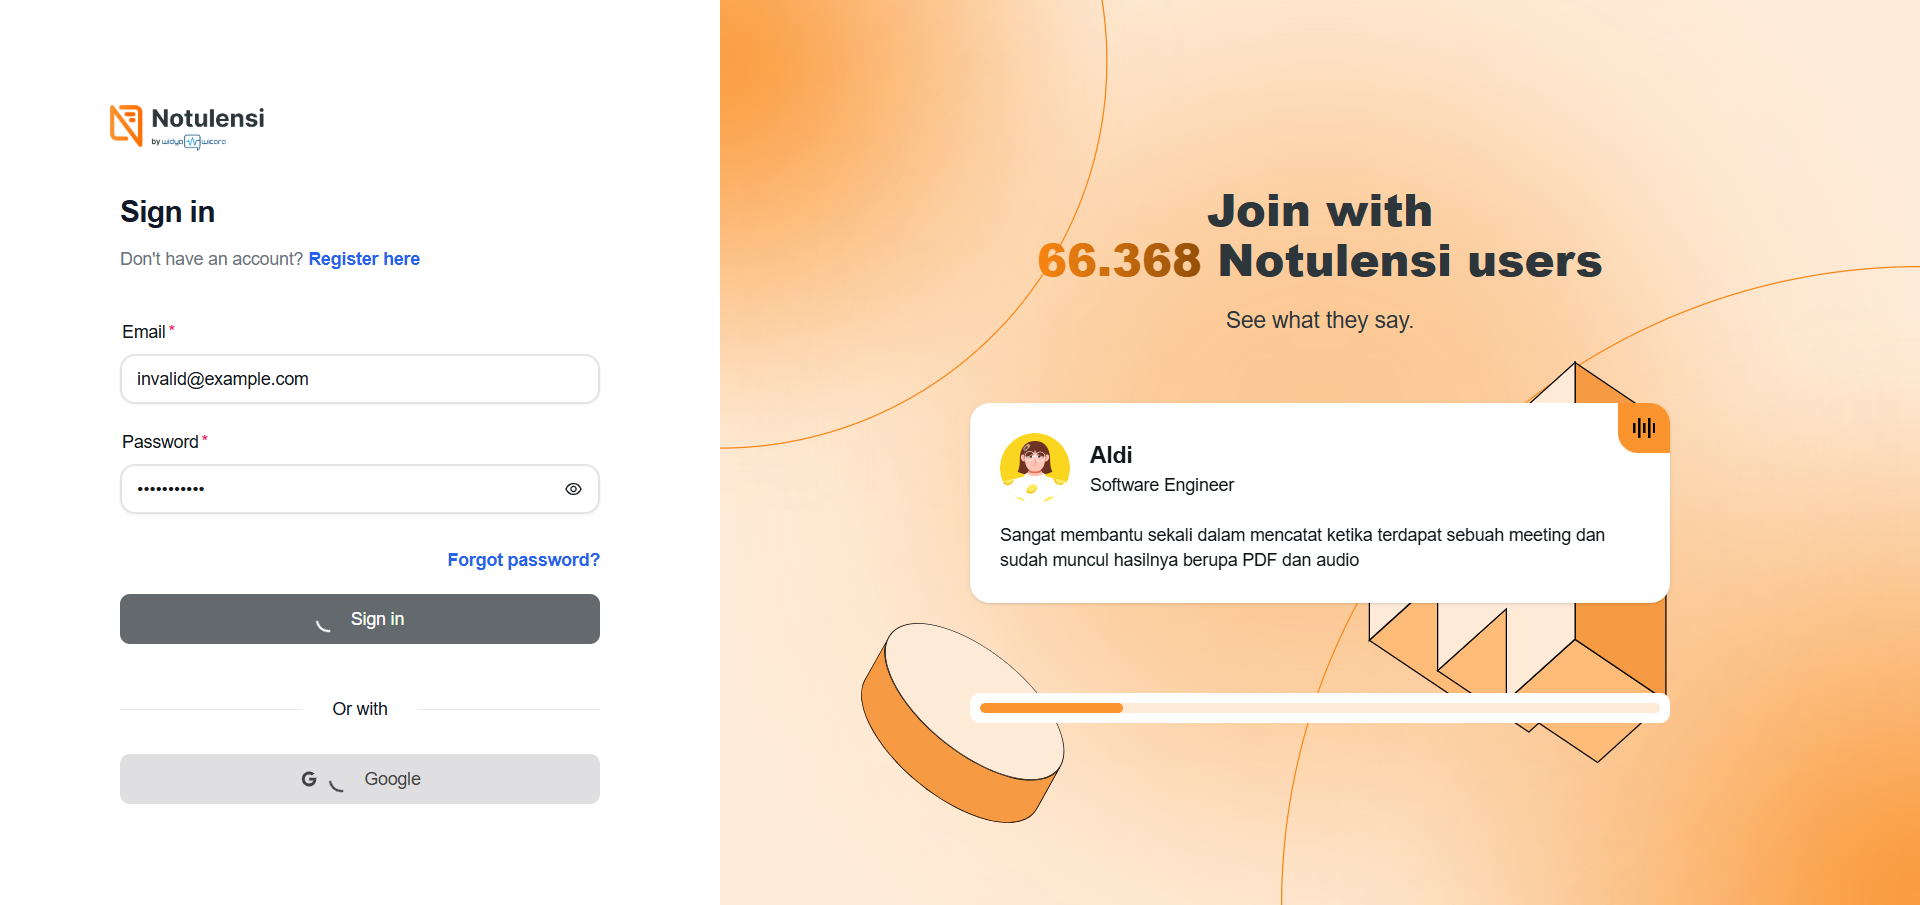 Notulensi
by widya wicara
Sign in
Don't have an account? Register here
Email *
invalid@example.com
Password *
•••••••••••
Forgot password?
Sign in
Or with
G Google
Join with
66.368 Notulensi users
See what they say.
Aldi
Software Engineer
Sangat membantu sekali dalam mencatat ketika terdapat sebuah meeting dan
sudah muncul hasilnya berupa PDF dan audio